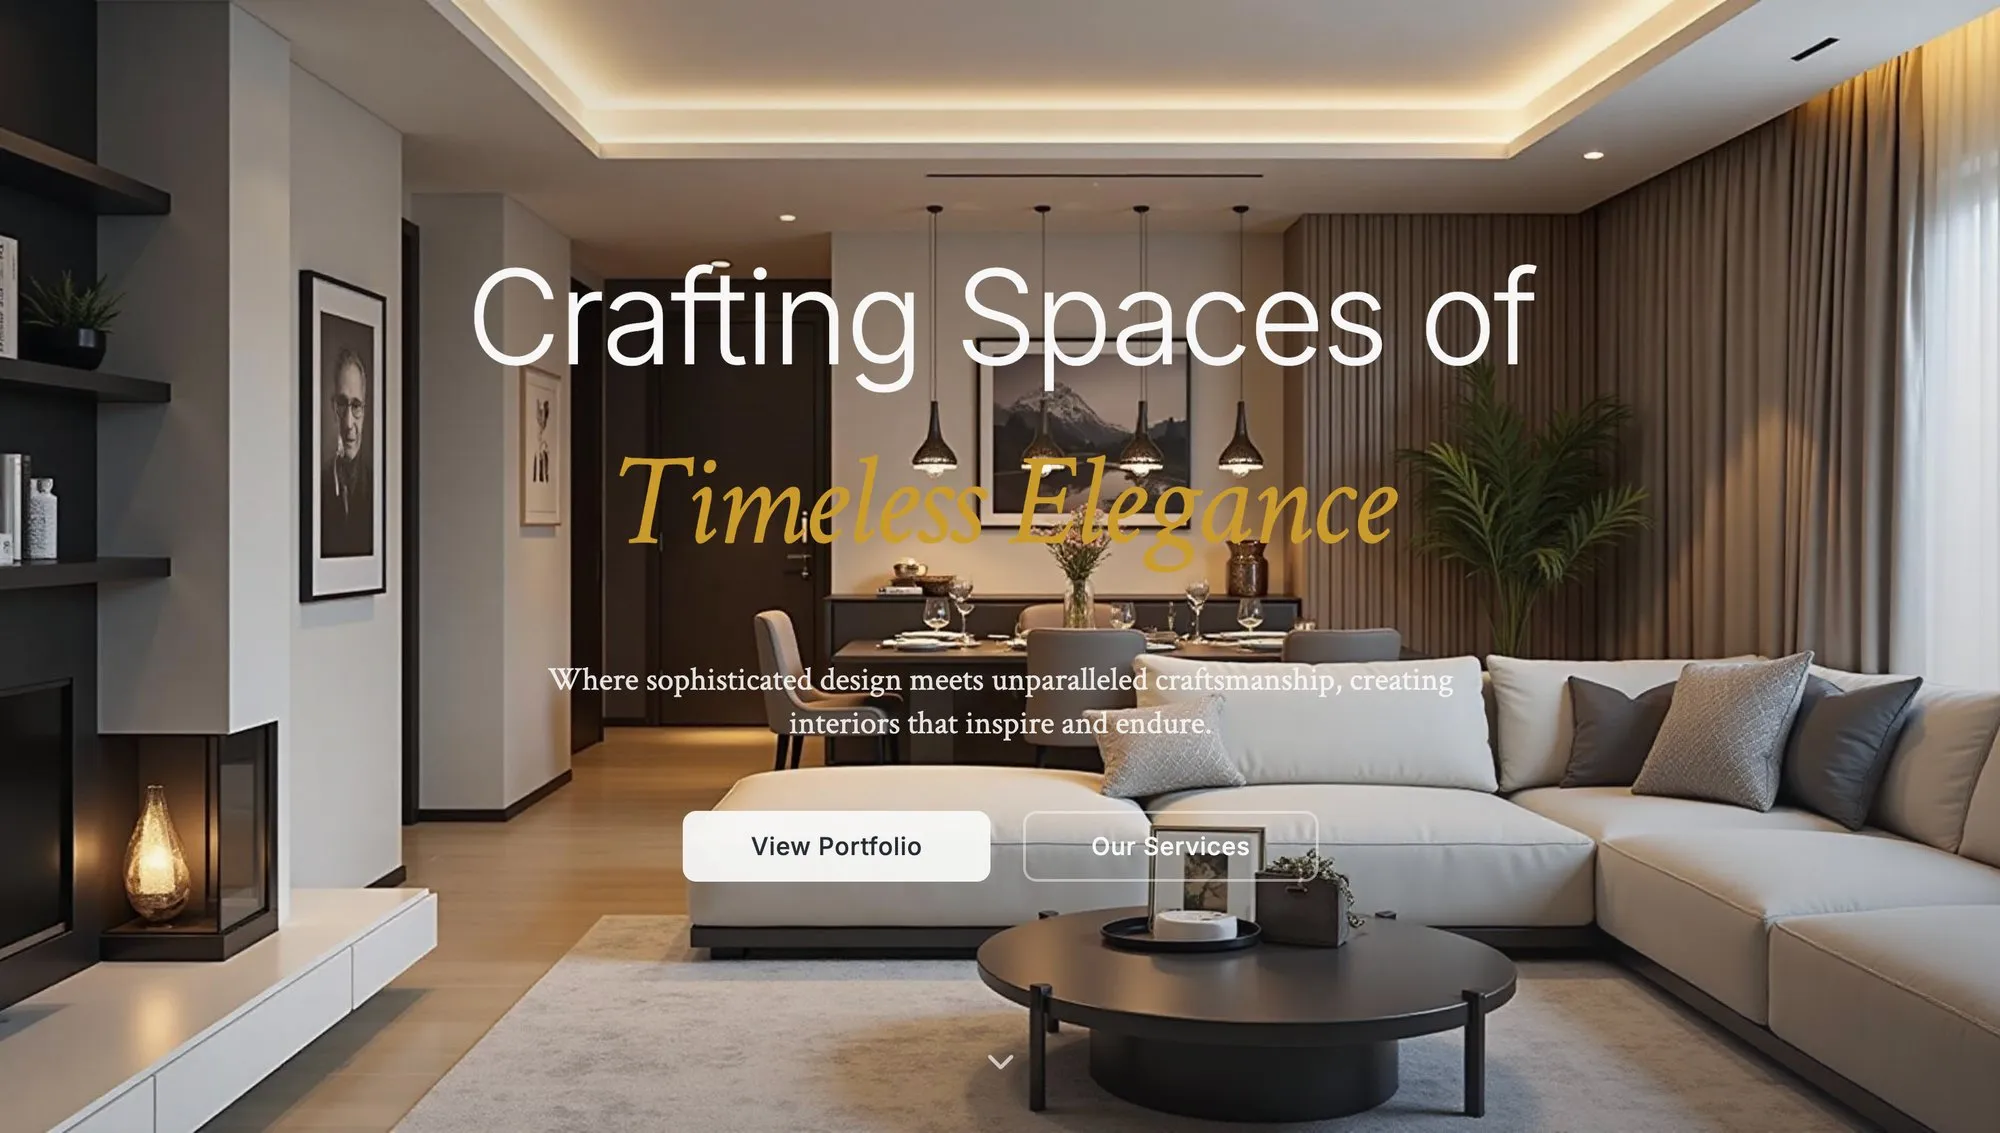 Crafting Spaces of
Timeless Elegance
Where sophisticated design meets unparalleled craftsmanship, creating
interiors that inspire and endure.
View Portfolio
Our Services